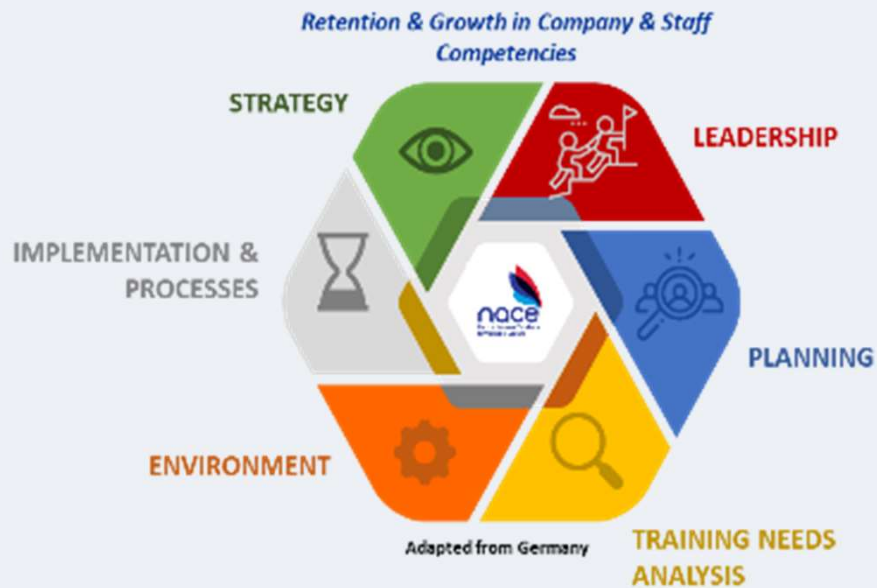 Retention & Growth in Company & Staff
Competencies
STRATEGY
LEADERSHIP
IMPLEMENTATION &
PROCESSES
nace
PLANNING
ENVIRONMENT
Adapted from Germany
TRAINING NEEDS
ANALYSIS